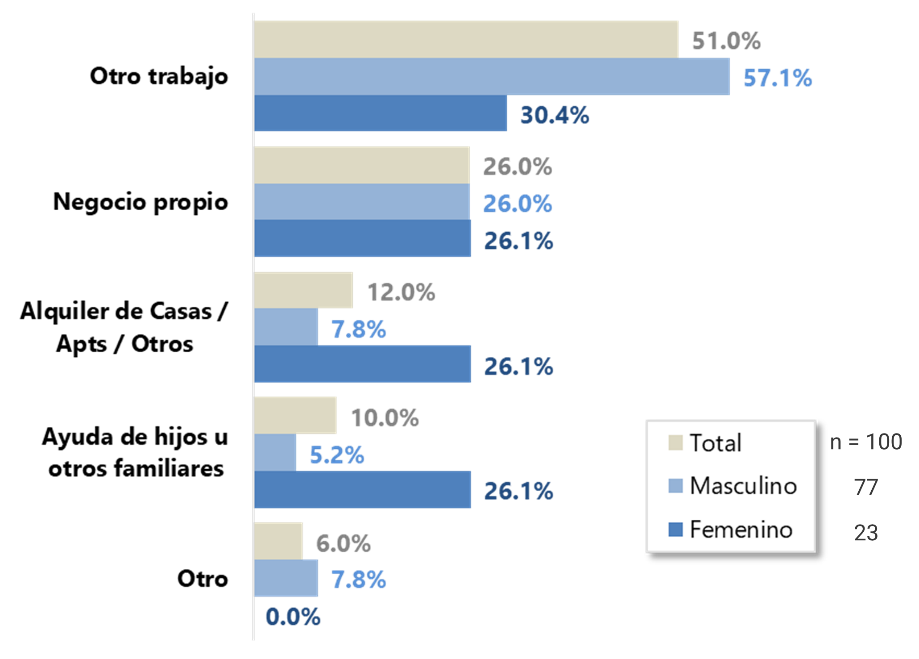 51.0%
Otro trabajo
57.1%
30.4%
26.0%
Negocio propio
26.0%
26.1%
12.0%
Alquiler de Casas /
Apts / Otros
7.8%
26.1%
10.0%
Ayuda de hijos u
otros familiares
5.2%
26.1%
6.0%
Otro
7.8%
0.0%
Total n = 100
Masculino 77
Femenino 23